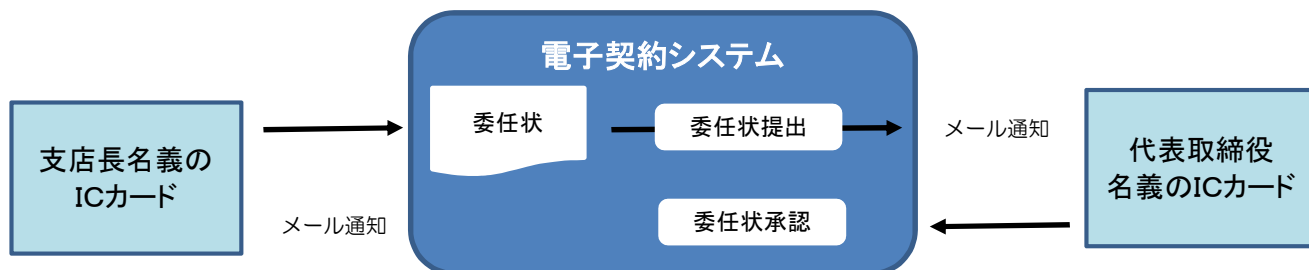 電子契約システム
支店長名義の
ICカード
委任状
委任状提出
メール通知
代表取締役
名義のICカード
メール通知
委任状承認